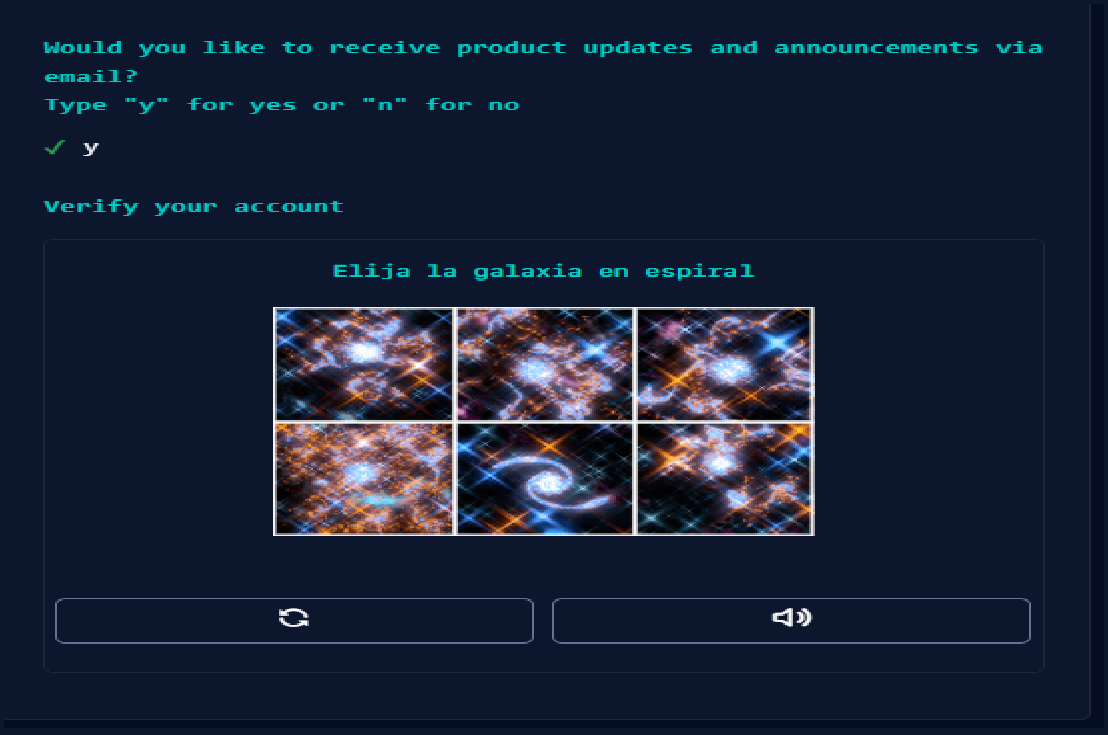 Would you like to receive product updates and announcements via
email?
Type "y" for yes or "n" for no
y
Verify your account
Elija la galaxia en espiral